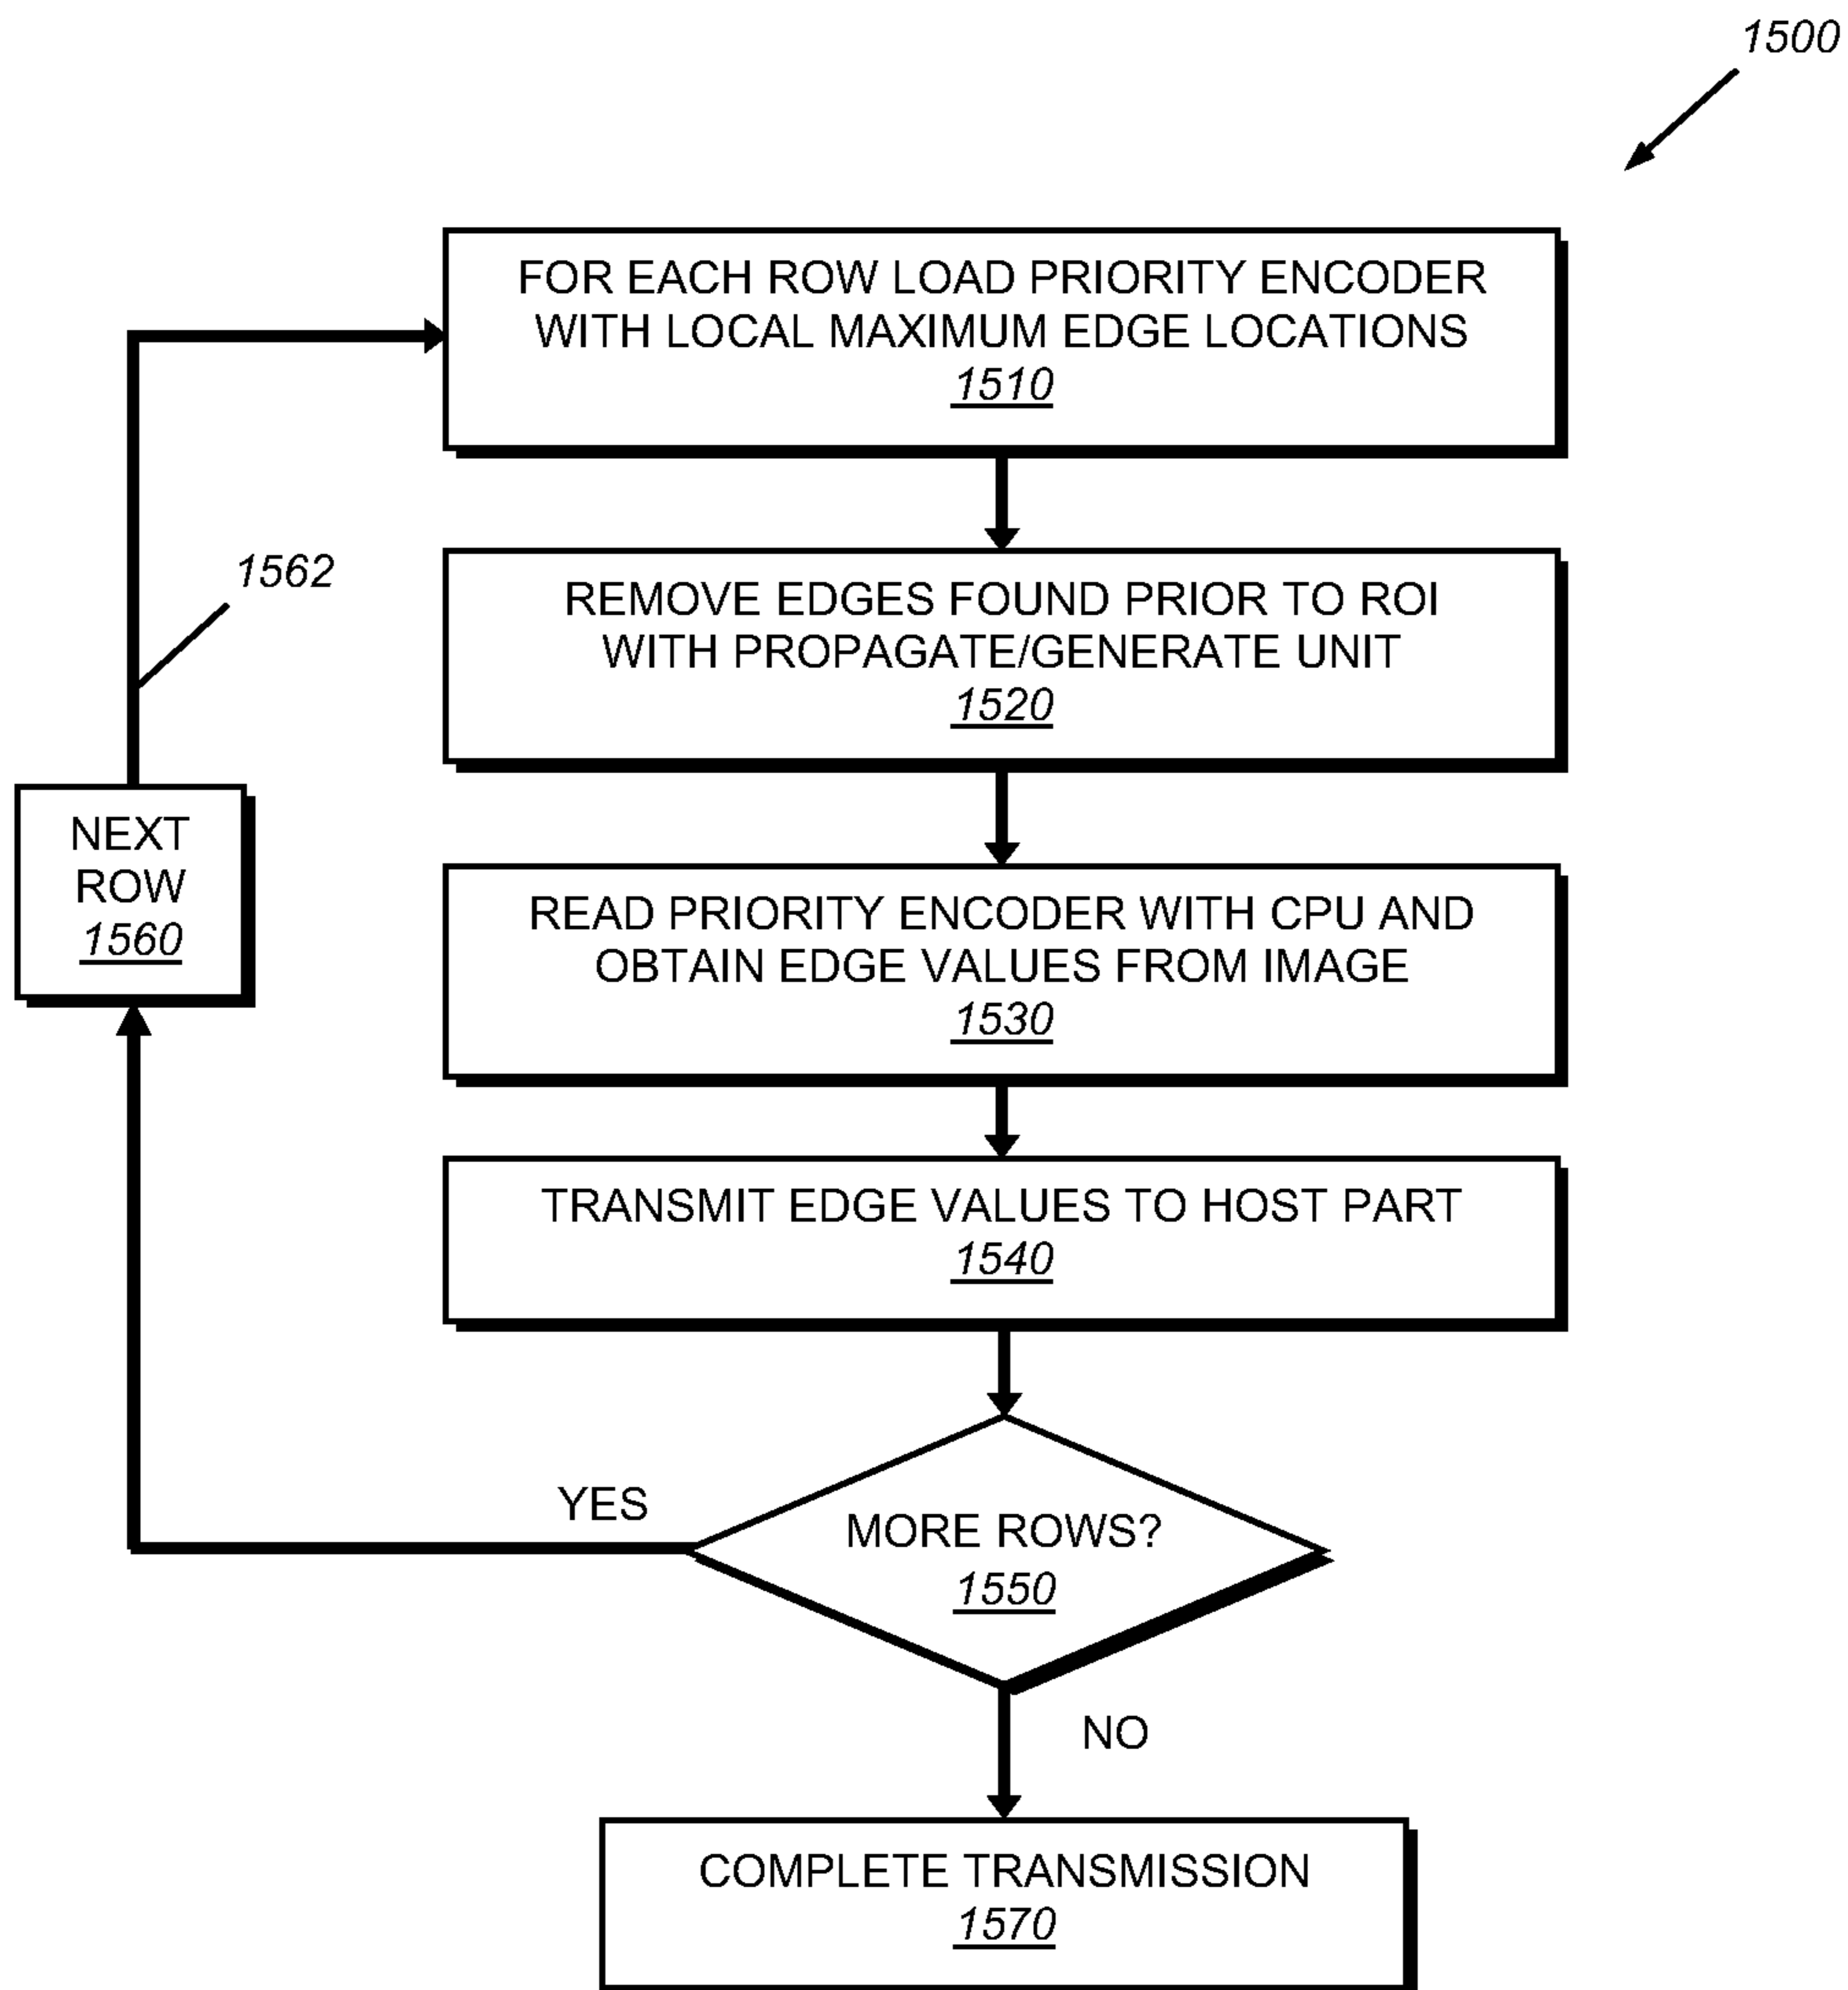 1500
FOR EACH ROW LOAD PRIORITY ENCODER
WITH LOCAL MAXIMUM EDGE LOCATIONS
1510
1562
REMOVE EDGES FOUND PRIOR TO ROI
WITH PROPAGATE/GENERATE UNIT
1520
NEXT
ROW
1560
READ PRIORITY ENCODER WITH CPU AND
OBTAIN EDGE VALUES FROM IMAGE
1530
TRANSMIT EDGE VALUES TO HOST PART
1540
YES
MORE ROWS?
1550
NO
COMPLETE TRANSMISSION
1570